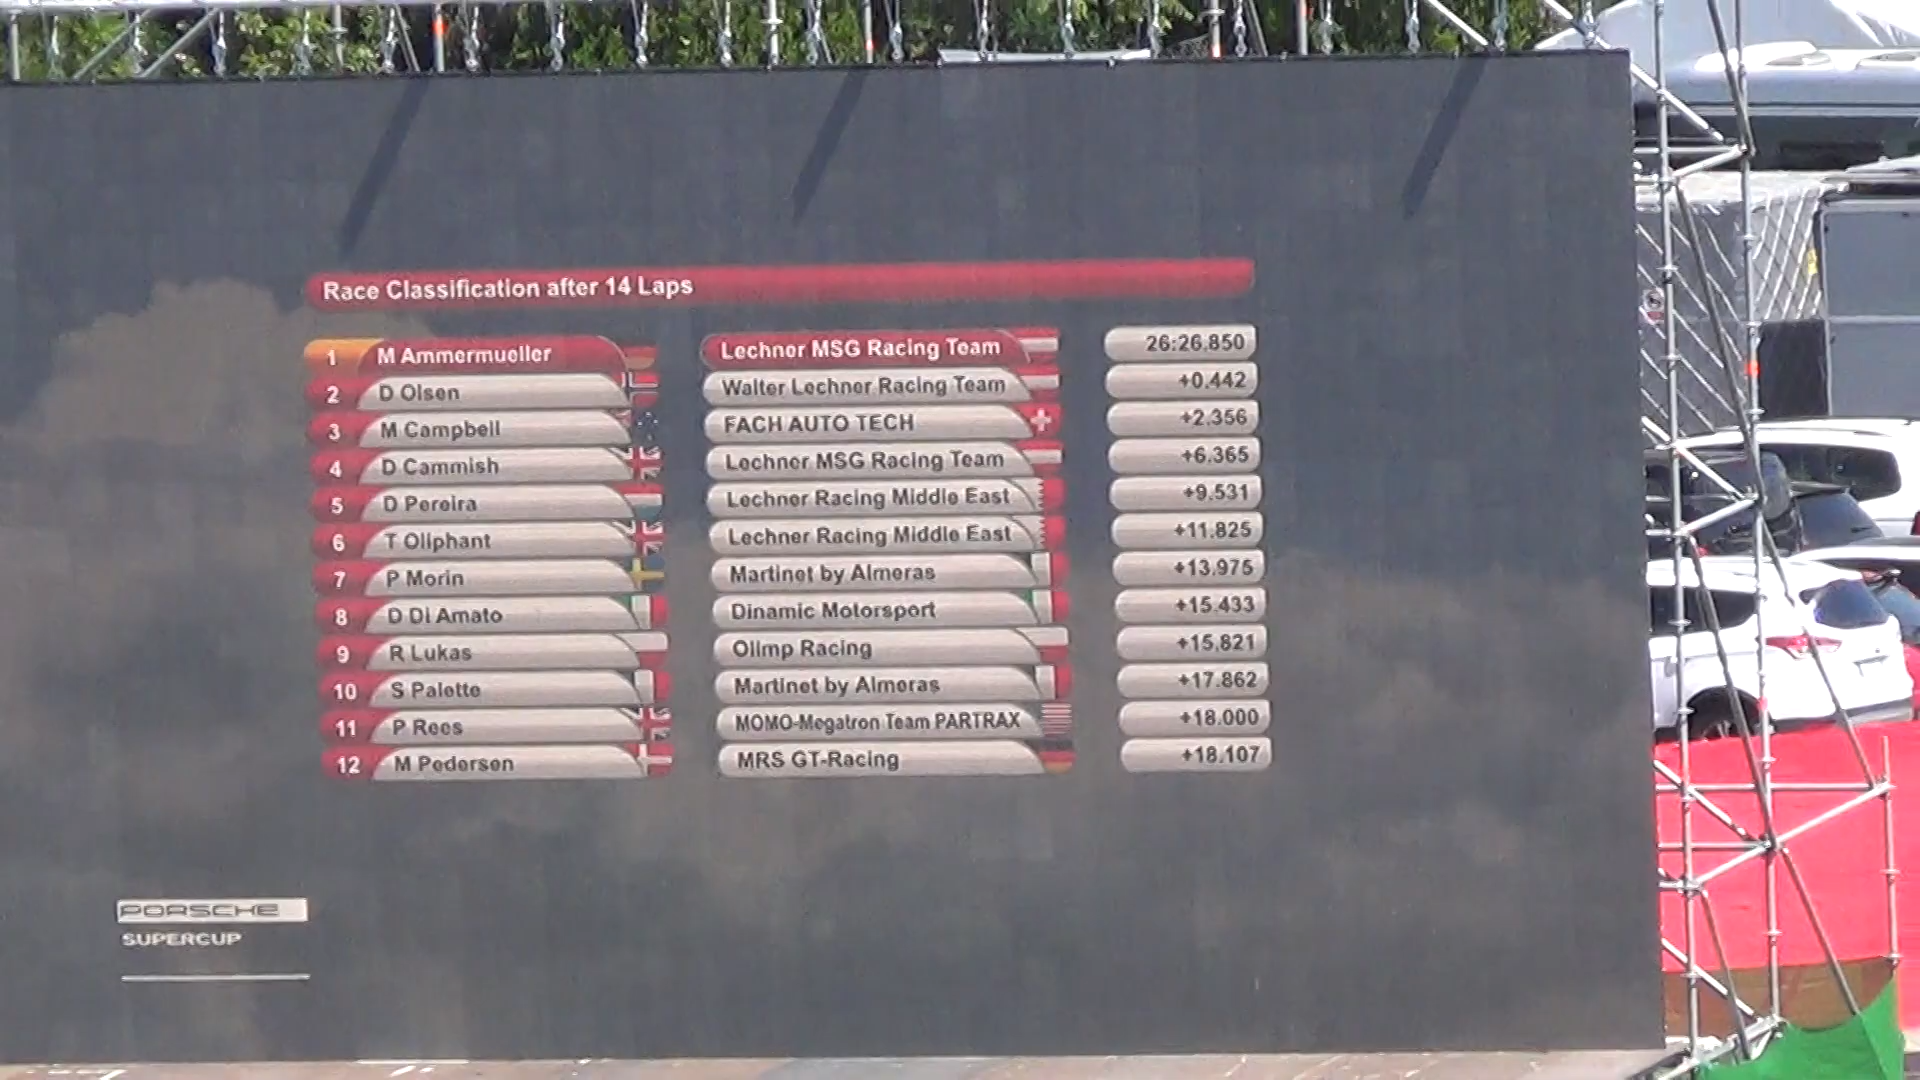 Race Classification after 14 Laps
1 M Ammermueller Lechner MSG Racing Team 26:26.850
2 D Olsen Walter Lechner Racing Team +0.442
3 M Campbell FACH AUTO TECH +2.356
4 D Cammish Lechner MSG Racing Team +6.365
5 D Pereira Lechner Racing Middle East +9.531
6 T Oliphant Lechner Racing Middle East +11.825
7 P Morin Martinet by Almeras +13.975
8 D Di Amato Dinamic Motorsport +15.433
9 R Lukas Olimp Racing +15.821
10 S Palette Martinet by Almeras +17.862
11 P Rees MOMO-Megatron Team PARTRAX +18.000
12 M Pedersen MRS GT-Racing +18.107
PORSCHE
SUPERCUP